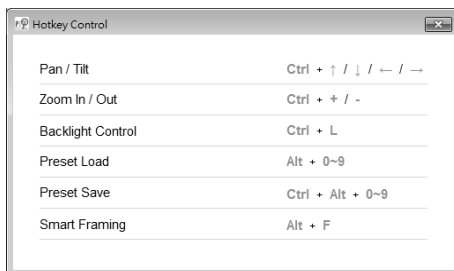 Hotkey Control
Pan / Tilt Ctrl + ↑ / ↓ / ← / →
Zoom In / Out Ctrl + + / -
Backlight Control Ctrl + L
Preset Load Alt + 0~9
Preset Save Ctrl + Alt + 0~9
Smart Framing Alt + F